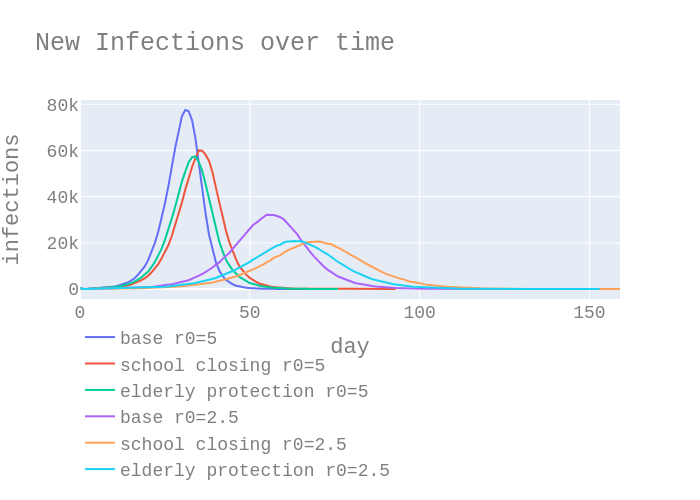 New Infections over time
infections
80k
60k
40k
20k
0
0 50 100 150
day
base r0=5
school closing r0=5
elderly protection r0=5
base r0=2.5
school closing r0=2.5
elderly protection r0=2.5